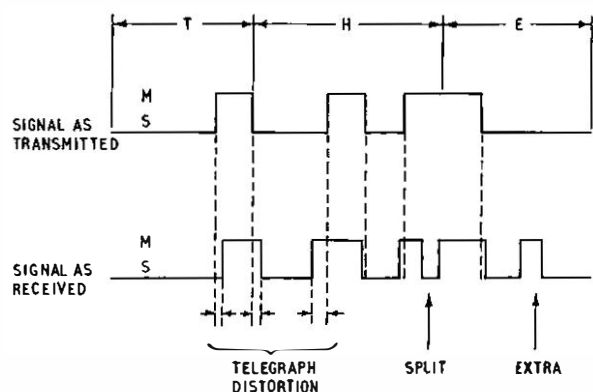 T H E
M
S
SIGNAL AS
TRANSMITTED
M
S
SIGNAL AS
RECEIVED
TELEGRAPH
DISTORTION
SPLIT
EXTRA